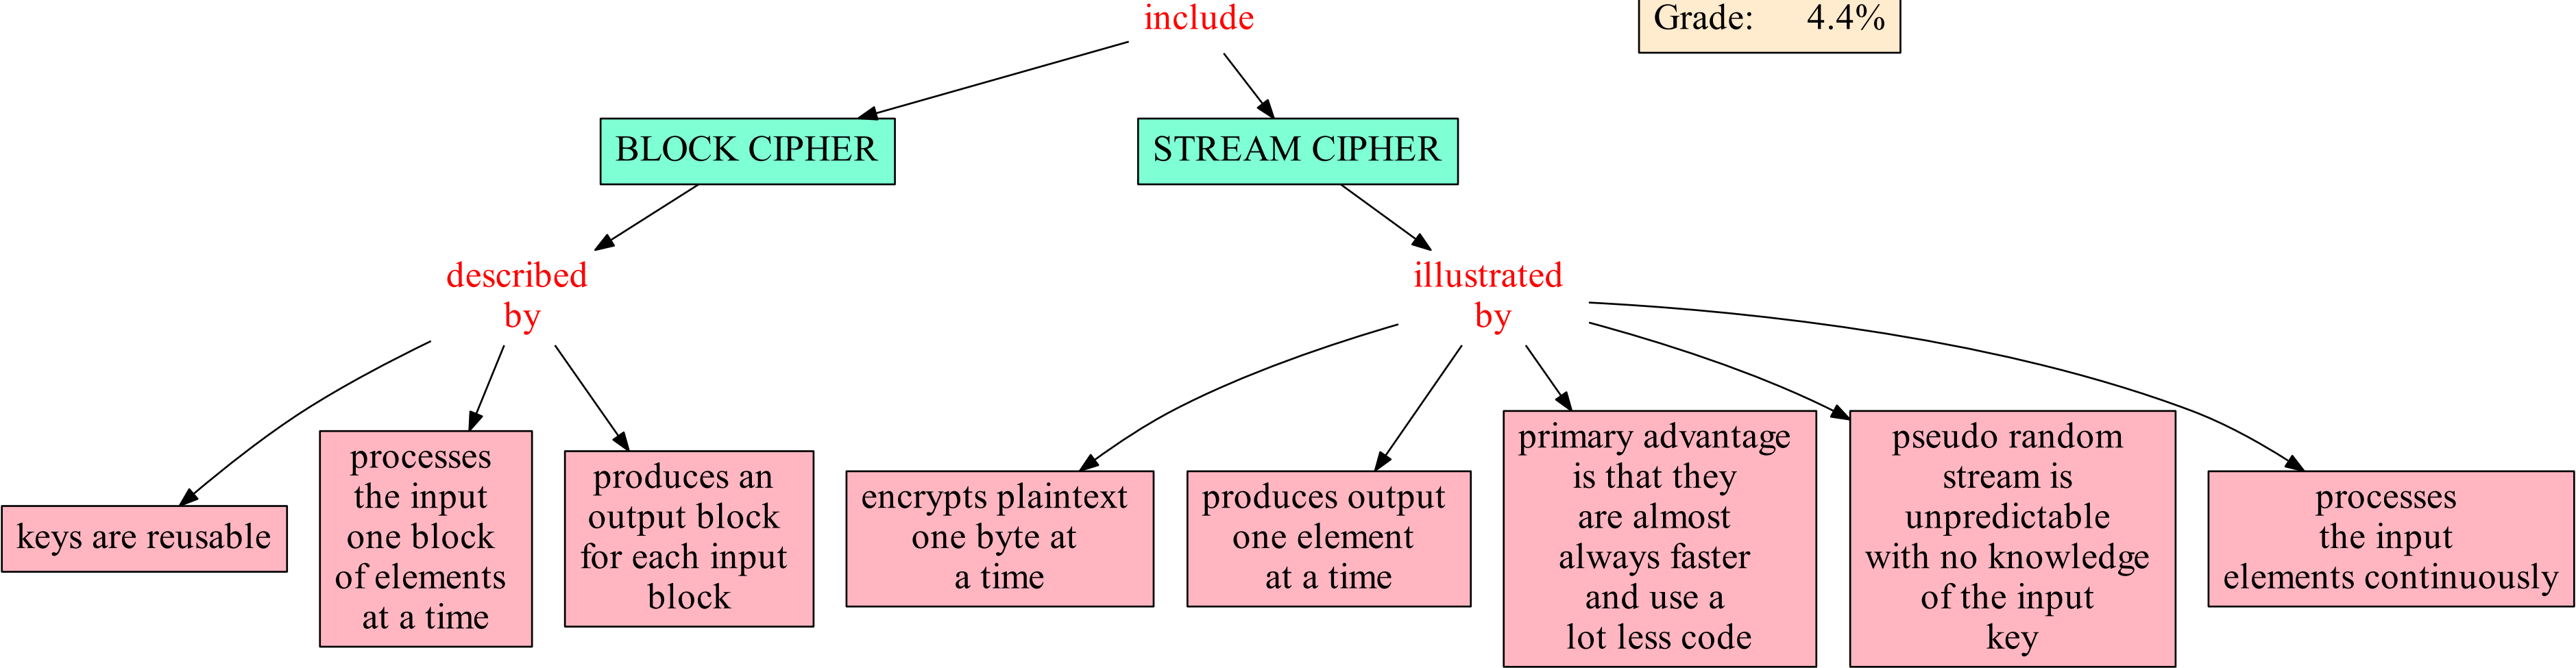 include
Grade: 4.4%
BLOCK CIPHER
STREAM CIPHER
described
by
illustrated
by
keys are reusable
processes
the input
one block
of elements
at a time
produces an
output block
for each input
block
encrypts plaintext
one byte at
a time
produces output
one element
at a time
primary advantage
is that they
are almost
always faster
and use a
lot less code
pseudo random
stream is
unpredictable
with no knowledge
of the input
key
processes
the input
elements continuously